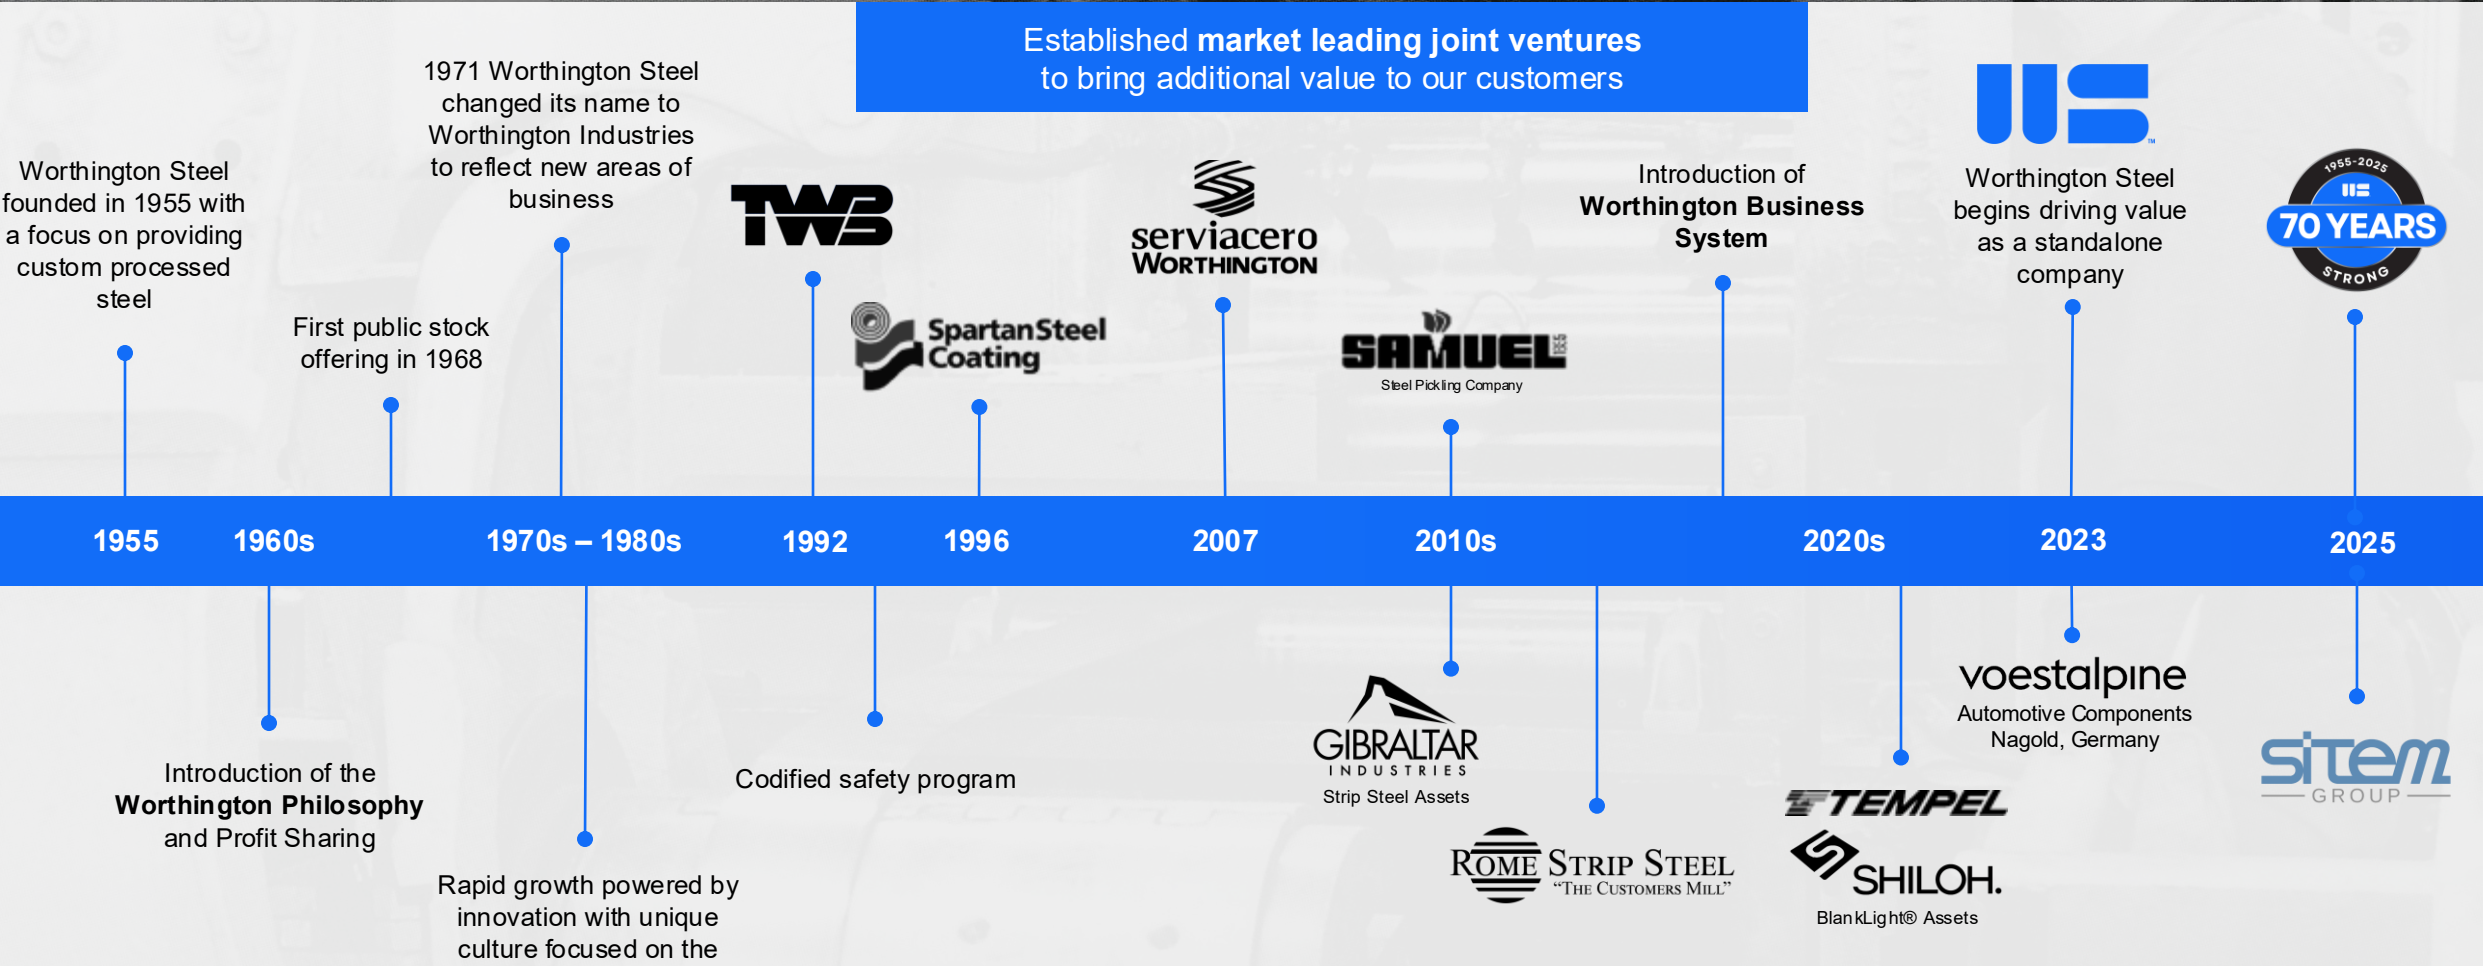 Established market leading joint ventures
to bring additional value to our customers
Worthington Steel
founded in 1955 with
a focus on providing
custom processed
steel
First public stock
offering in 1968
1971 Worthington Steel
changed its name to
Worthington Industries
to reflect new areas of
business
TWB
SpartanSteel
Coating
serviacero
WORTHINGTON
SAMUEL
1855
Steel Pickling Company
Introduction of
Worthington Business
System
WS
TM
Worthington Steel
begins driving value
as a standalone
company
1955-2025
WS
70 YEARS
STRONG
1955
1960s
1970s – 1980s
1992
1996
2007
2010s
2020s
2023
2025
Introduction of the
Worthington Philosophy
and Profit Sharing
Rapid growth powered by
innovation with unique
culture focused on the
Codified safety program
GIBRALTAR
INDUSTRIES
Strip Steel Assets
ROME STRIP STEEL
“THE CUSTOMERS MILL”
TEMPEL
SHILOH.
BlankLight® Assets
voestalpine
Automotive Components
Nagold, Germany
sitem
GROUP